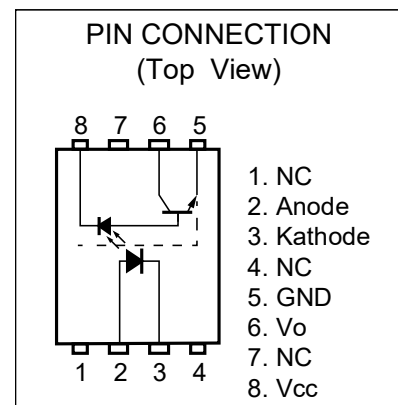 PIN CONNECTION
(Top View)
8 7 6 5
1. NC
2. Anode
3. Kathode
4. NC
5. GND
6. Vo
7. NC
8. Vcc
1 2 3 4